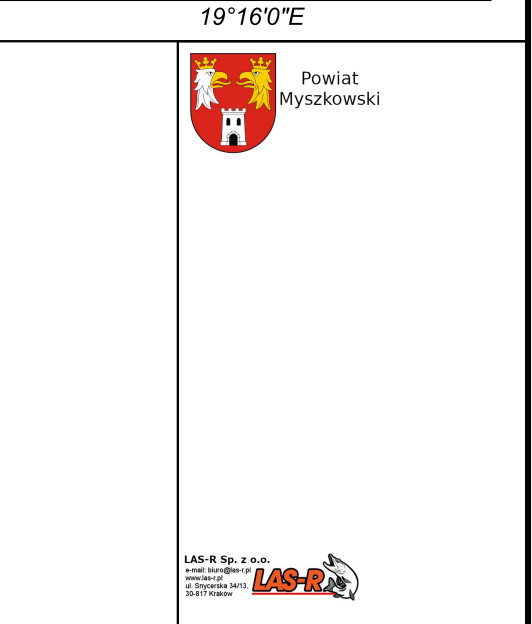 19°16'0"E
Powiat
Myszkowski
LAS-R Sp. z o.o.
e-mail: biuro@las-r.pl
www.las-r.pl
ul. Snycerska 34/13,
30-817 Kraków
LAS-R